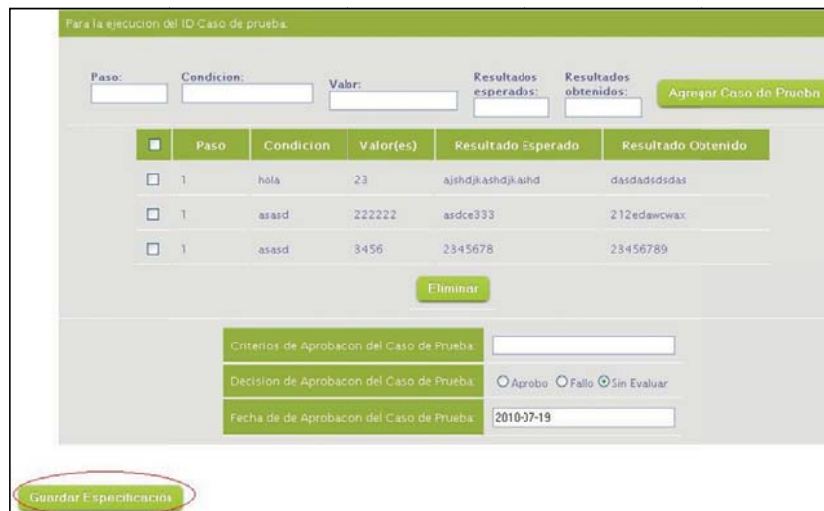 Para la ejecucion del ID Caso de prueba:
Paso: Condicion: Valor: Resultados esperados: Resultados obtenidos: Agregar Caso de Prueba
Paso Condicion Valor(es) Resultado Esperado Resultado Obtenido
1 hola 23 ajshdjkashdjkashd dasdadsdsdas
1 asasd 222222 asdce333 212edawcwax
1 asasd 3456 2345678 23456789
Eliminar
Criterios de Aprobacon del Caso de Prueba:
Decision de Aprobacon del Caso de Prueba: Aprobo Fallo Sin Evaluar
Fecha de de Aprobacon del Caso de Prueba: 2010-07-19
Guardar Especificación